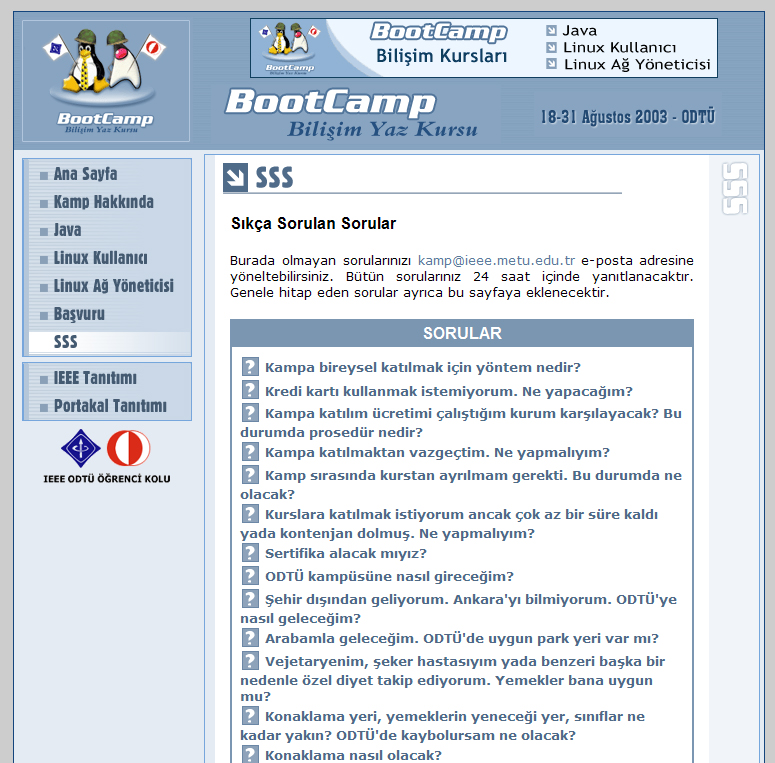 BootCamp
Bilişim Yaz Kursu
BootCamp
Bilişim Yaz Kursu
BootCamp
Bilişim Kursları
Java
Linux Kullanıcı
Linux Ağ Yöneticisi
BootCamp
Bilişim Yaz Kursu
18-31 Ağustos 2003 - ODTÜ
Ana Sayfa
Kamp Hakkında
Java
Linux Kullanıcı
Linux Ağ Yöneticisi
Başvuru
SSS
IEEE Tanıtımı
Portakal Tanıtımı
IEEE ODTÜ ÖĞRENCİ KOLU
SSS
SSS
Sıkça Sorulan Sorular
Burada olmayan sorularınızı kamp@ieee.metu.edu.tr e-posta adresine
yöneltebilirsiniz. Bütün sorularınız 24 saat içinde yanıtlanacaktır.
Genele hitap eden sorular ayrıca bu sayfaya eklenecektir.
SORULAR
? Kampa bireysel katılmak için yöntem nedir?
? Kredi kartı kullanmak istemiyorum. Ne yapacağım?
? Kampa katılım ücretimi çalıştığım kurum karşılayacak? Bu
durumda prosedür nedir?
? Kampa katılmaktan vazgeçtim. Ne yapmalıyım?
? Kamp sırasında kurstan ayrılmam gerekti. Bu durumda ne
olacak?
? Kurslara katılmak istiyorum ancak çok az bir süre kaldı
yada kontenjan dolmuş. Ne yapmalıyım?
? Sertifika alacak mıyız?
? ODTÜ kampüsüne nasıl gireceğim?
? Şehir dışından geliyorum. Ankara'yı bilmiyorum. ODTÜ'ye
nasıl geleceğim?
? Arabamla geleceğim. ODTÜ'de uygun park yeri var mı?
? Vejetaryenim, şeker hastasıyım yada benzeri başka bir
nedenle özel diyet takip ediyorum. Yemekler bana uygun
mu?
? Konaklama yeri, yemeklerin yeneceği yer, sınıflar ne
kadar yakın? ODTÜ'de kaybolursam ne olacak?
? Konaklama nasıl olacak?